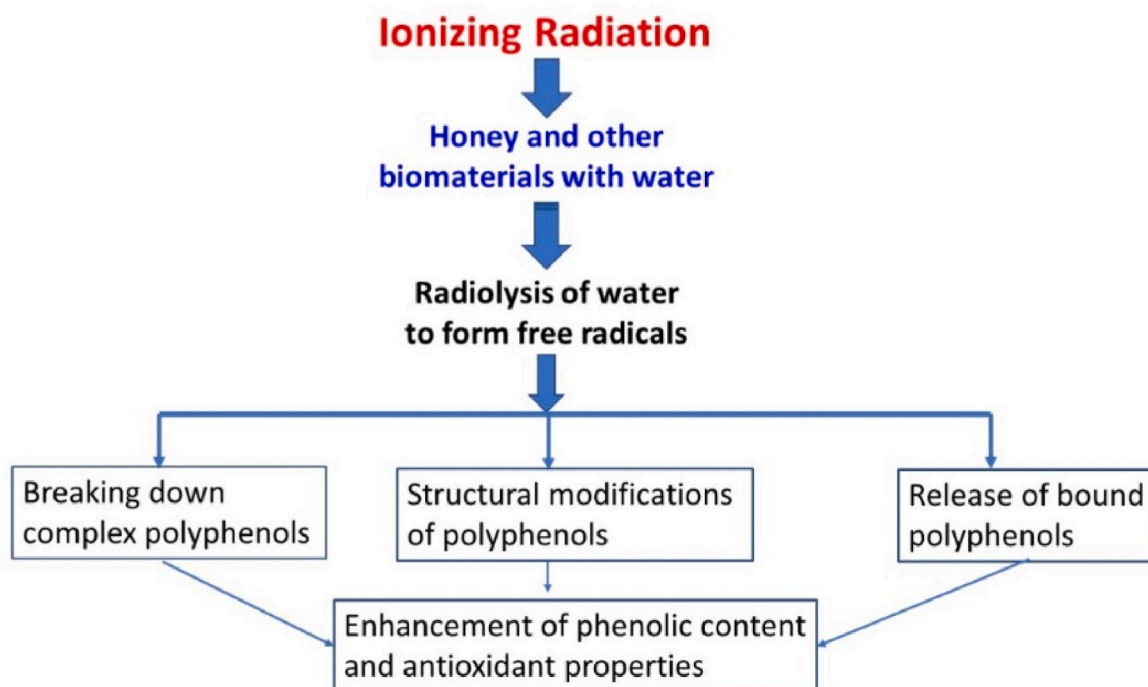 Ionizing Radiation
Honey and other
biomaterials with water
Radiolysis of water
to form free radicals
Breaking down
complex polyphenols
Structural modifications
of polyphenols
Release of bound
polyphenols
Enhancement of phenolic content
and antioxidant properties